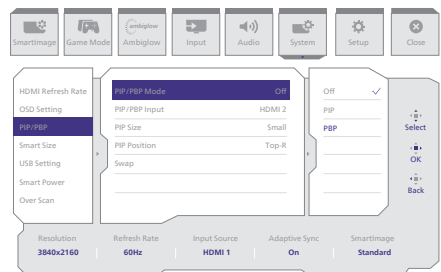 SmartImage
Game Mode
ambiglow
Ambiglow
Input
Audio
System
Setup
Close
HDMI Refresh Rate
OSD Setting
PIP/PBP
Smart Size
USB Setting
Smart Power
Over Scan
PIP/PBP Mode Off
PIP/PBP Input HDMI 2
PIP Size Small
PIP Position Top-R
Swap
Off
PIP
PBP
Select
OK
Back
Resolution Refresh Rate Input Source Adaptive Sync SmartImage
3840x2160 60Hz HDMI 1 On Standard